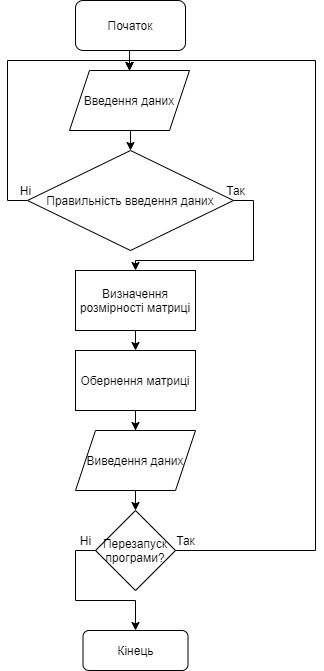 Початок
Введення даних
Ні
Правильність введення даних
Так
Визначення
розмірності матриці
Обернення матриці
Виведення даних
Ні
Перезапуск
програми?
Так
Кінець